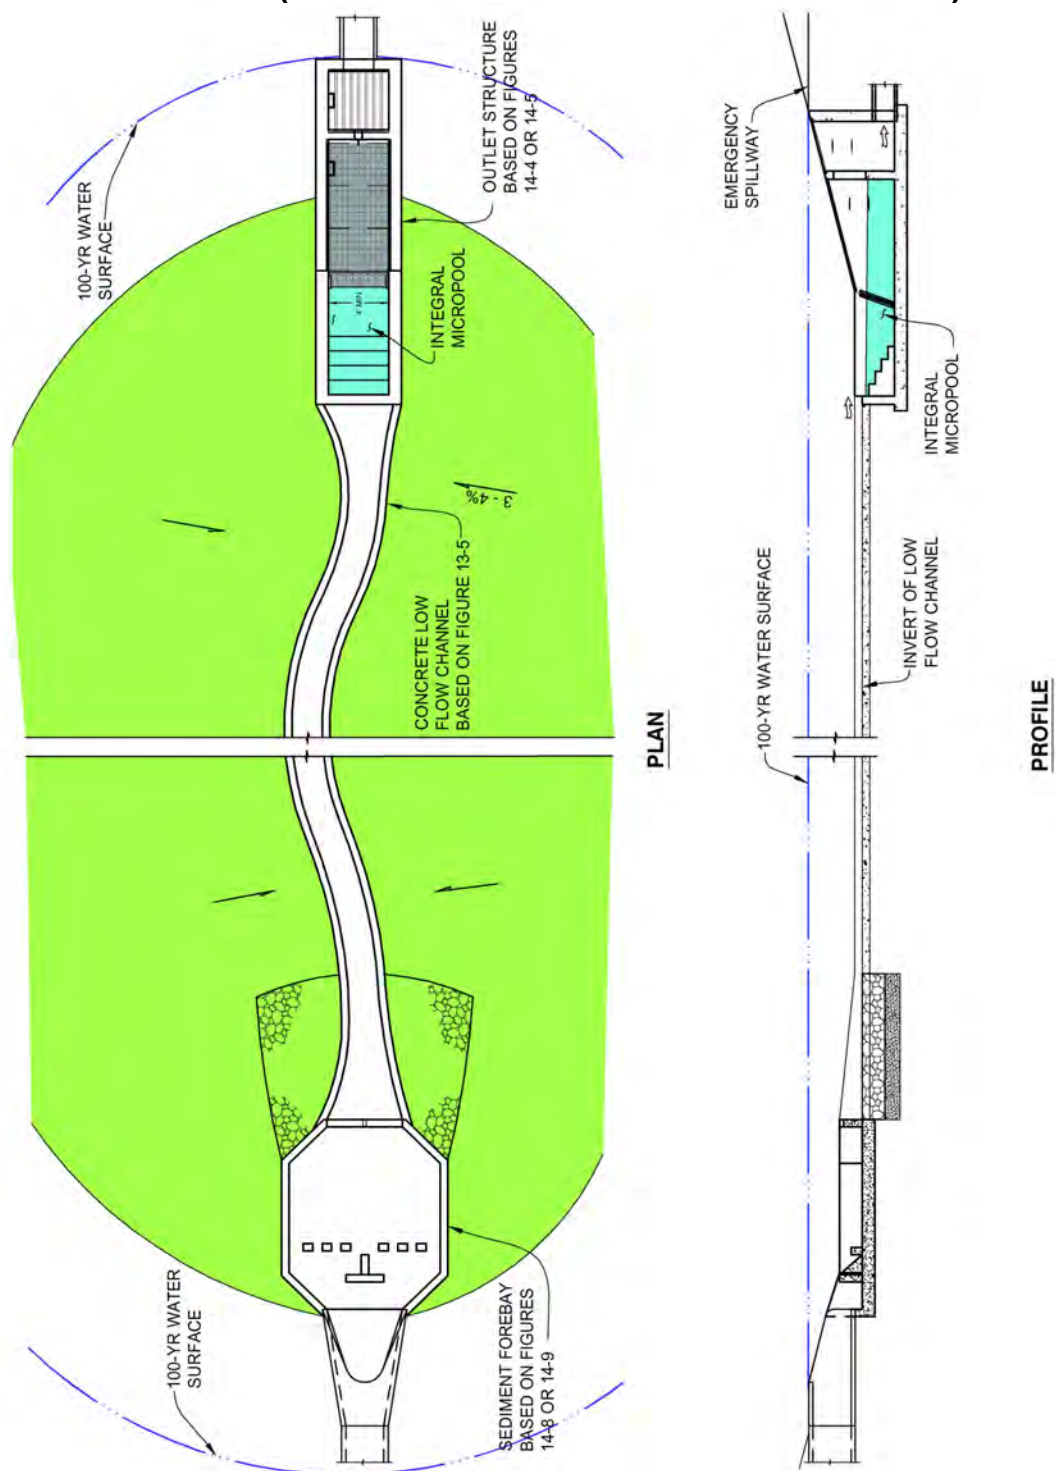 100-YR WATER
SURFACE
OUTLET STRUCTURE
BASED ON FIGURES
14-4 OR 14-5
4' MIN
INTEGRAL
MICROPOOL
3 - 4%
CONCRETE LOW
FLOW CHANNEL
BASED ON FIGURE 13-5
100-YR WATER
SURFACE
SEDIMENT FOREBAY
BASED ON FIGURES
14-8 OR 14-9
PLAN
EMERGENCY
SPILLWAY
INTEGRAL
MICROPOOL
100-YR WATER SURFACE
INVERT OF LOW
FLOW CHANNEL
PROFILE